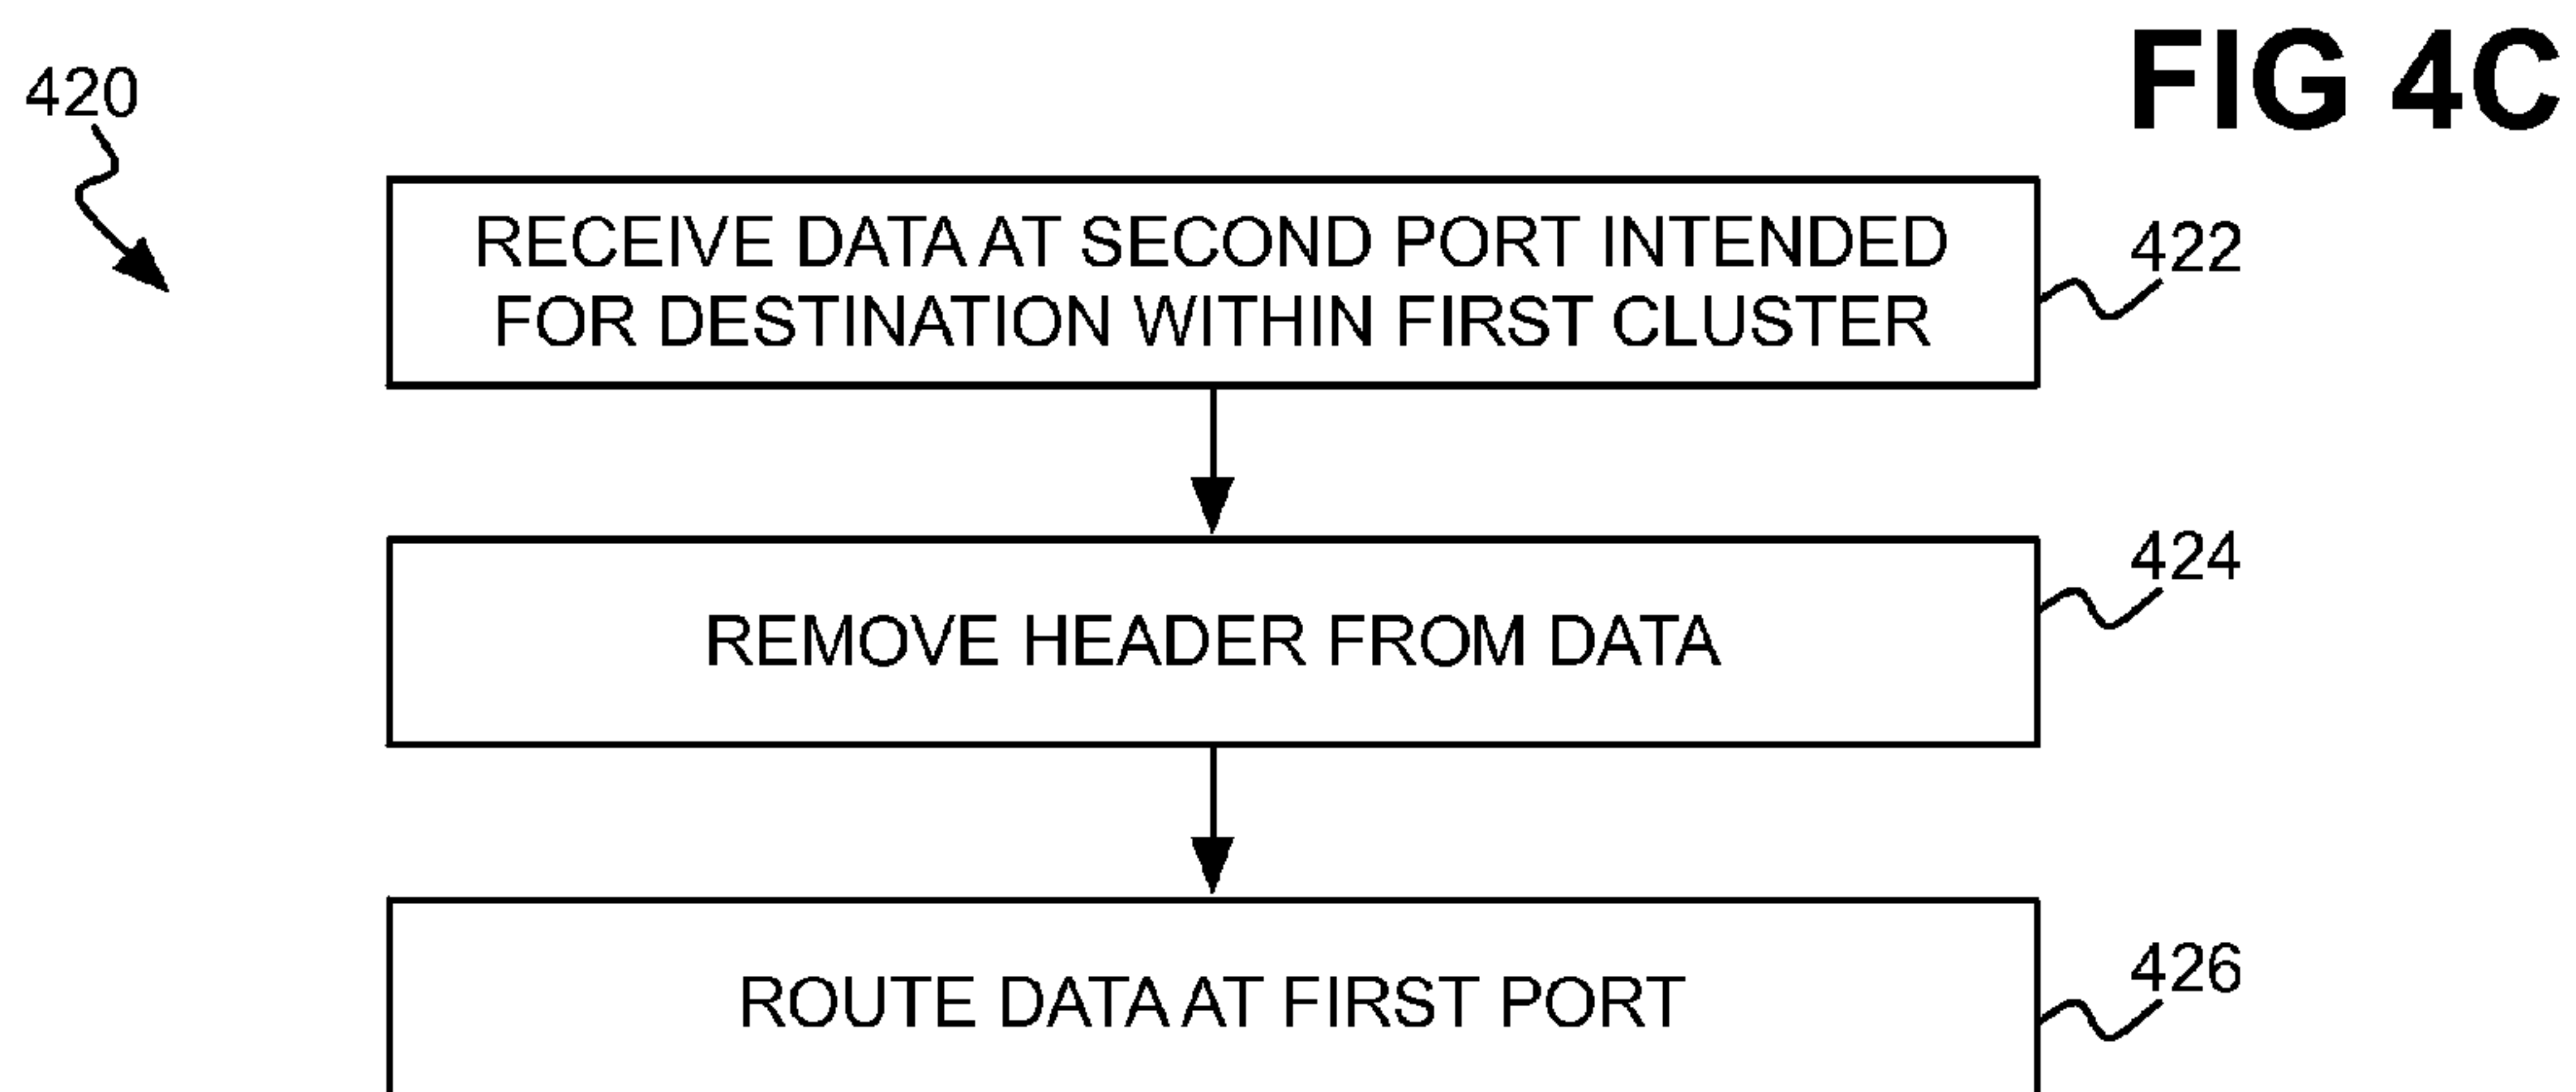 FIG 4C
420
RECEIVE DATA AT SECOND PORT INTENDED
FOR DESTINATION WITHIN FIRST CLUSTER
422
REMOVE HEADER FROM DATA
424
ROUTE DATA AT FIRST PORT
426